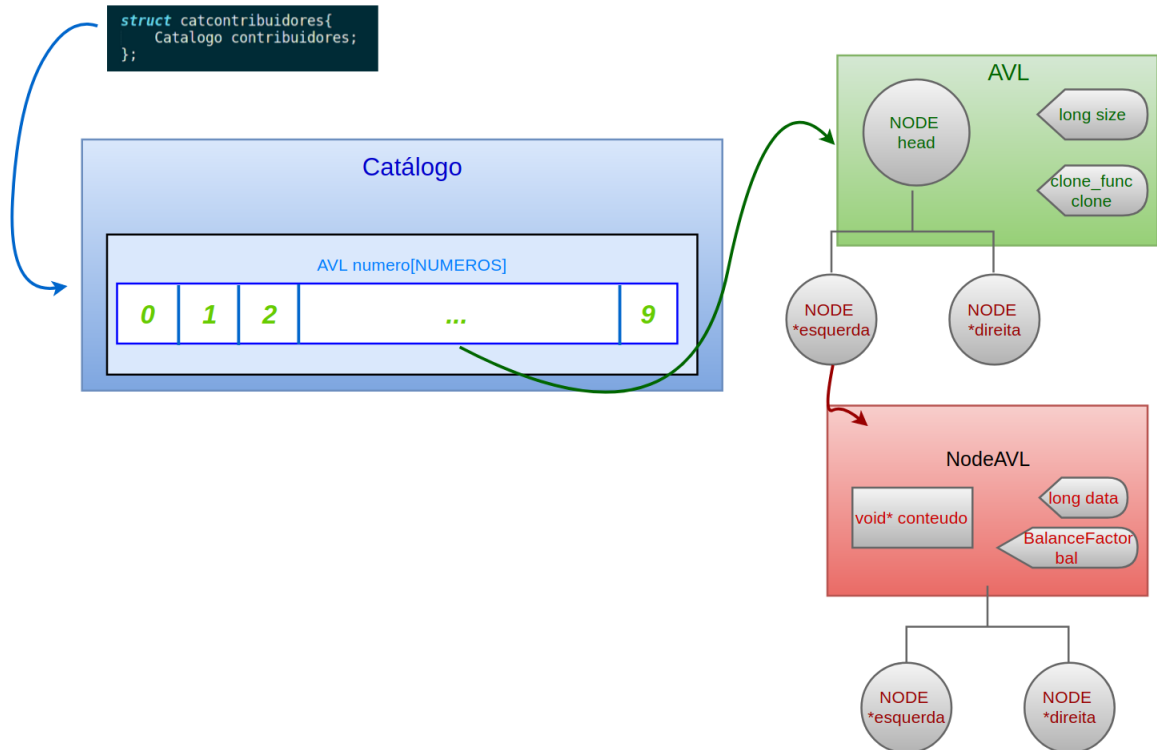 struct catcontribuidores{
Catalogo contribuidores;
};
Catálogo
AVL numero[NUMEROS]
0 1 2 ... 9
AVL
NODE
head
long size
clone_func
clone
NODE
*esquerda
NODE
*direita
NodeAVL
void* conteudo
long data
BalanceFactor
bal
NODE
*esquerda
NODE
*direita